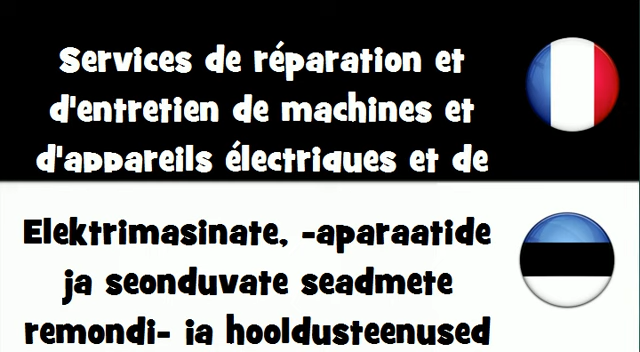 Services de réparation et
d'entretien de machines et
d'appareils électriques et de
Elektrimasinate, -aparaatide
ja seonduvate seadmete
remondi- ja hooldusteenused